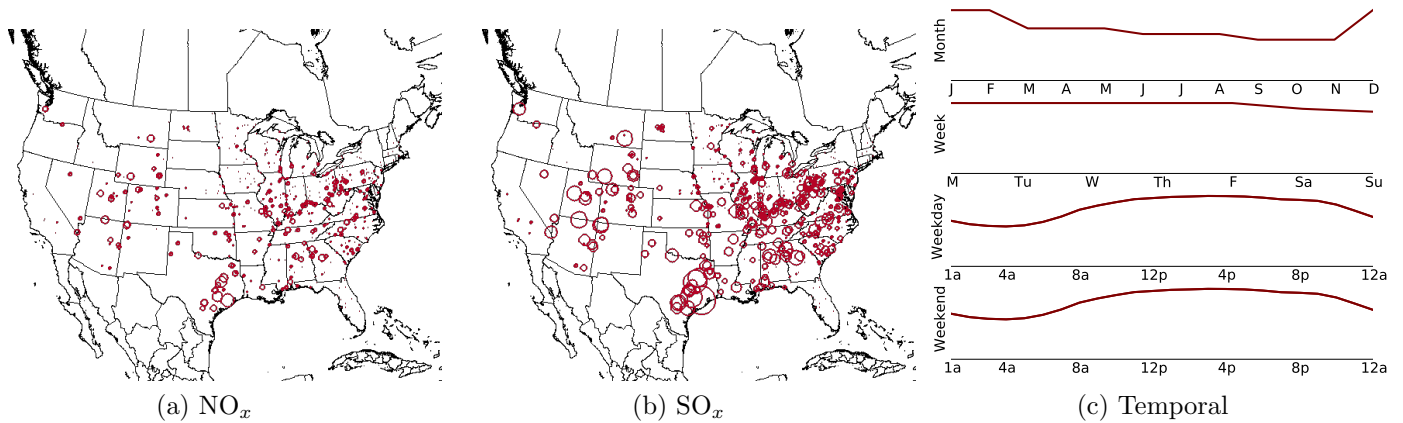 Month
J F M A M J J A S O N D
Week
M Tu W Th F Sa Su
Weekday
1a 4a 8a 12p 4p 8p 12a
Weekend
1a 4a 8a 12p 4p 8p 12a
(a) NOₓ
(b) SOₓ
(c) Temporal